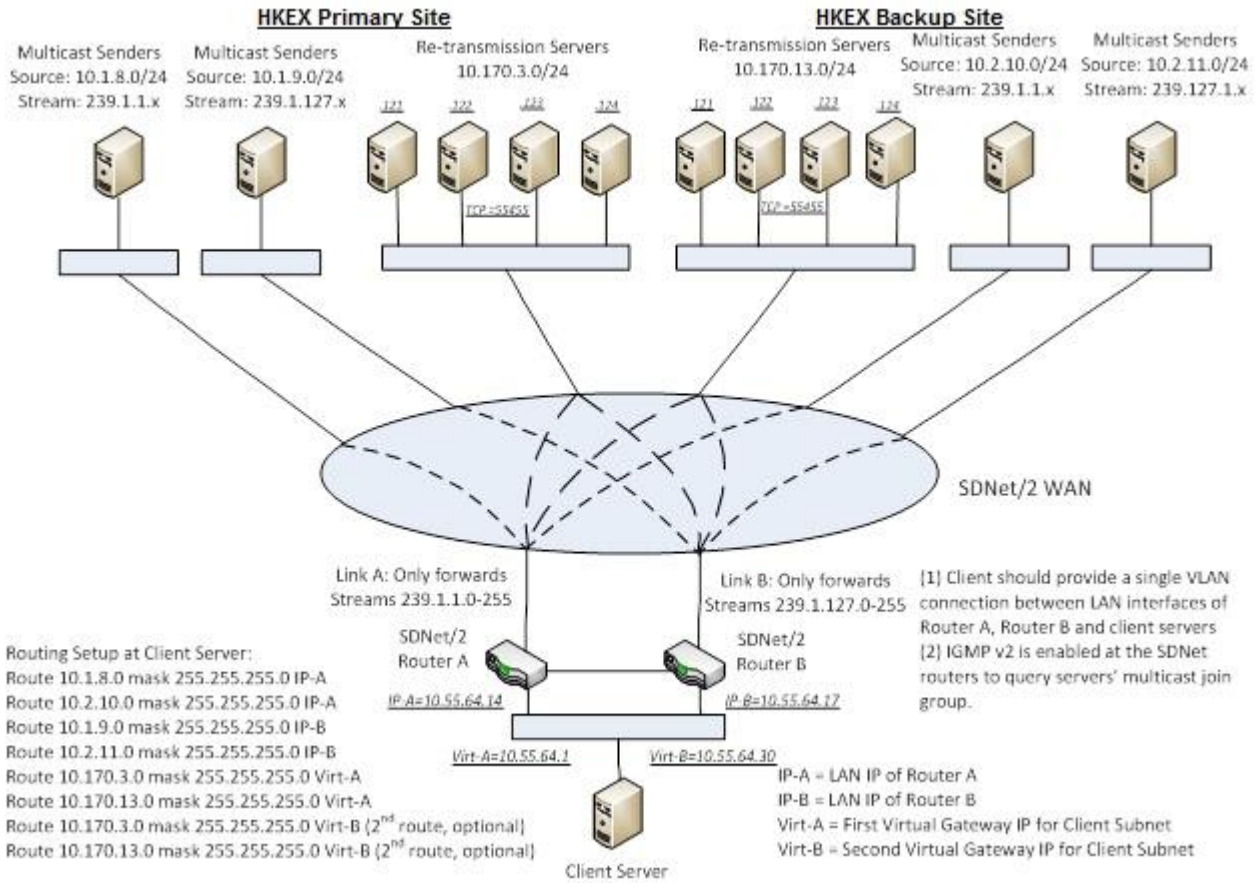 HKEX Primary Site
HKEX Backup Site
Multicast Senders
Source: 10.1.8.0/24
Stream: 239.1.1.x
Multicast Senders
Source: 10.1.9.0/24
Stream: 239.1.127.x
Re-transmission Servers
10.170.3.0/24
.121
.122
.123
.124
TCP =55455
Re-transmission Servers
10.170.13.0/24
.121
.122
.123
.124
TCP =55455
Multicast Senders
Source: 10.2.10.0/24
Stream: 239.1.1.x
Multicast Senders
Source: 10.2.11.0/24
Stream: 239.127.1.x
SDNet/2 WAN
Link A: Only forwards
Streams 239.1.1.0-255
Link B: Only forwards
Streams 239.1.127.0-255
SDNet/2
Router A
SDNet/2
Router B
IP-A=10.55.64.14
IP-B=10.55.64.17
Virt-A=10.55.64.1
Virt-B=10.55.64.30
Client Server
(1) Client should provide a single VLAN
connection between LAN interfaces of
Router A, Router B and client servers
(2) IGMP v2 is enabled at the SDNet
routers to query servers' multicast join
group.
Routing Setup at Client Server:
Route 10.1.8.0 mask 255.255.255.0 IP-A
Route 10.2.10.0 mask 255.255.255.0 IP-A
Route 10.1.9.0 mask 255.255.255.0 IP-B
Route 10.2.11.0 mask 255.255.255.0 IP-B
Route 10.170.3.0 mask 255.255.255.0 Virt-A
Route 10.170.13.0 mask 255.255.255.0 Virt-A
Route 10.170.3.0 mask 255.255.255.0 Virt-B (2nd route, optional)
Route 10.170.13.0 mask 255.255.255.0 Virt-B (2nd route, optional)
IP-A = LAN IP of Router A
IP-B = LAN IP of Router B
Virt-A = First Virtual Gateway IP for Client Subnet
Virt-B = Second Virtual Gateway IP for Client Subnet